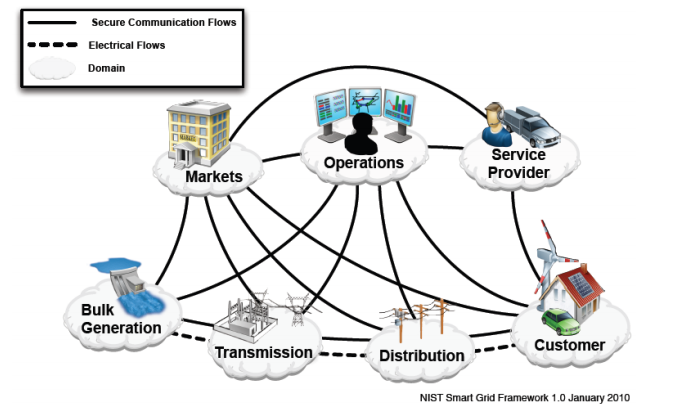 Secure Communication Flows
Electrical Flows
Domain
Markets
Operations
Service
Provider
Bulk
Generation
Transmission
Distribution
Customer
NIST Smart Grid Framework 1.0 January 2010